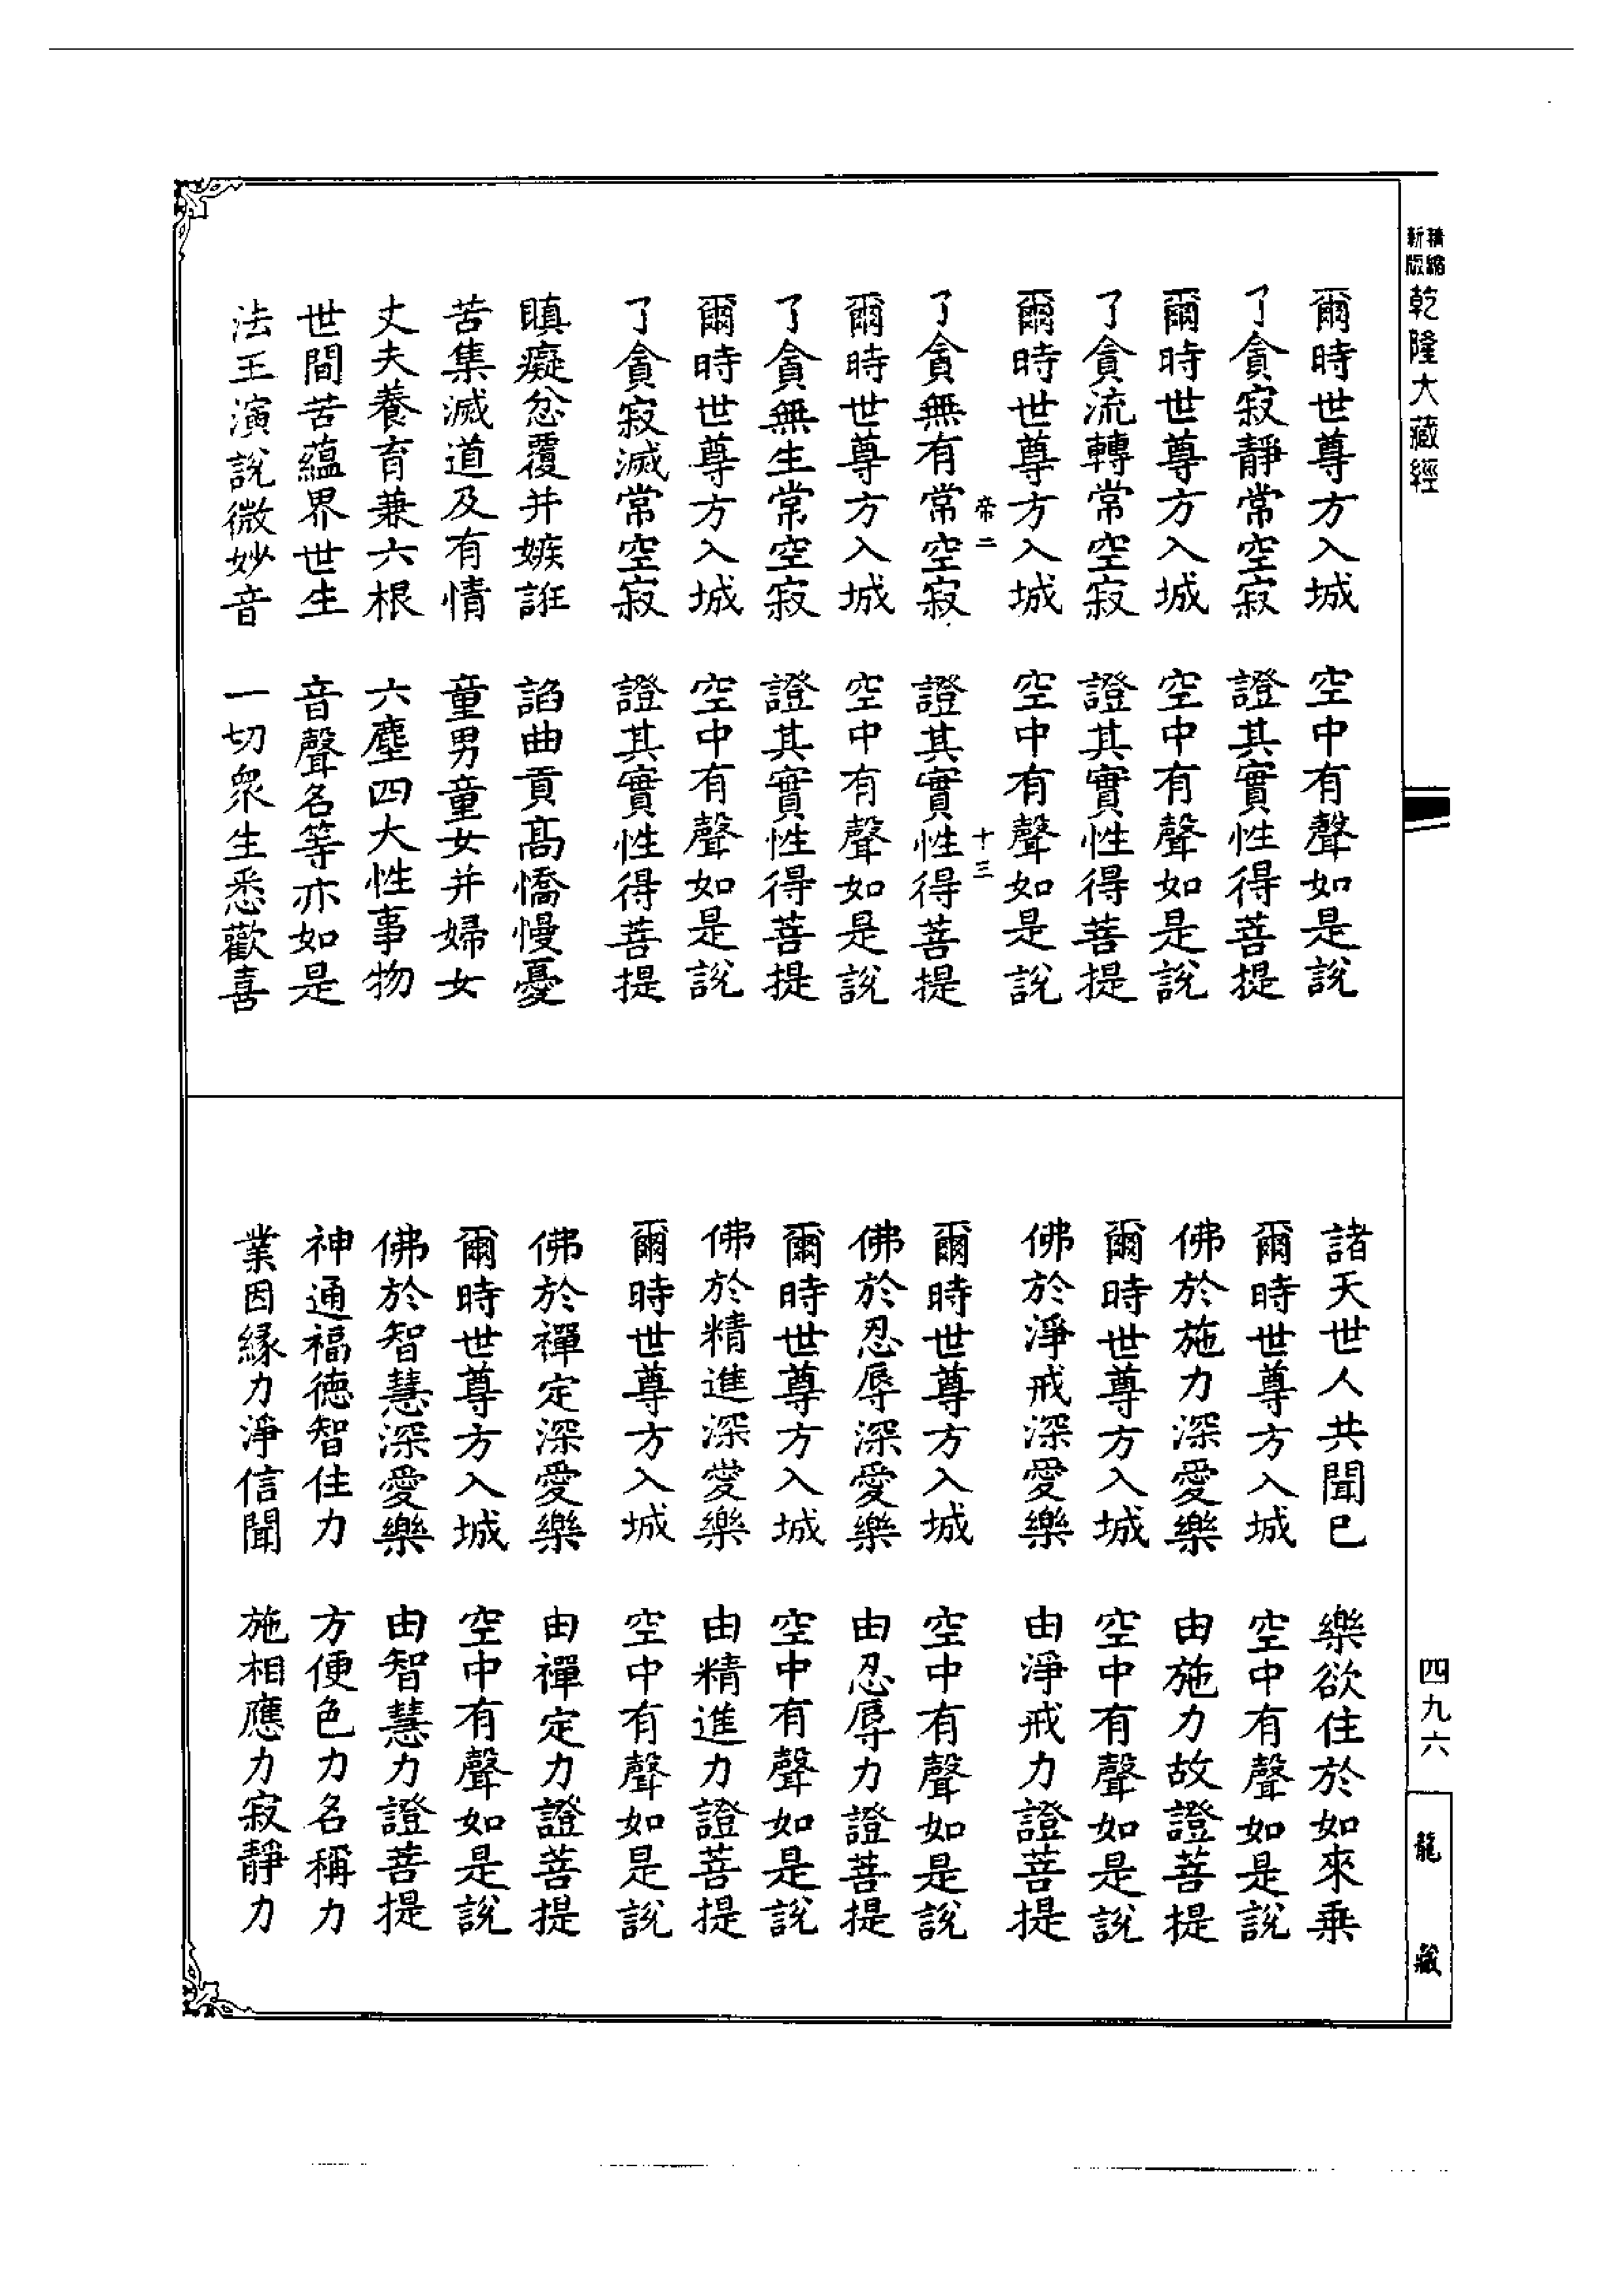 精縮
新版
乾隆大藏經
爾時世尊方入城　空中有聲如是說
了貪寂靜常空寂　證其實性得菩提
爾時世尊方入城　空中有聲如是說
了貪流轉常空寂　證其實性得菩提
爾時世尊方入城　空中有聲如是說
帝二　十三
了貪無有常空寂　證其實性得菩提
爾時世尊方入城　空中有聲如是說
了貪無生常空寂　證其實性得菩提
爾時世尊方入城　空中有聲如是說
了貪寂滅常空寂　證其實性得菩提
瞋癡忿覆并嫉誑　諂曲貢高憍慢憂
苦集滅道及有情　童男童女并婦女
丈夫養育兼六根　六塵四大性事物
世間苦蘊界世生　音聲名等亦如是
法王演說微妙音　一切眾生悉歡喜
諸天世人共聞已　樂欲住於如來乘
爾時世尊方入城　空中有聲如是說
佛於施力深愛樂　由施力故證菩提
爾時世尊方入城　空中有聲如是說
佛於淨戒深愛樂　由淨戒力證菩提
爾時世尊方入城　空中有聲如是說
佛於忍辱深愛樂　由忍辱力證菩提
爾時世尊方入城　空中有聲如是說
佛於精進深愛樂　由精進力證菩提
爾時世尊方入城　空中有聲如是說
佛於禪定深愛樂　由禪定力證菩提
爾時世尊方入城　空中有聲如是說
佛於智慧深愛樂　由智慧力證菩提
神通福德智住力　方便色力名稱力
業因緣力淨信聞　施相應力寂靜力
四九六
龍藏